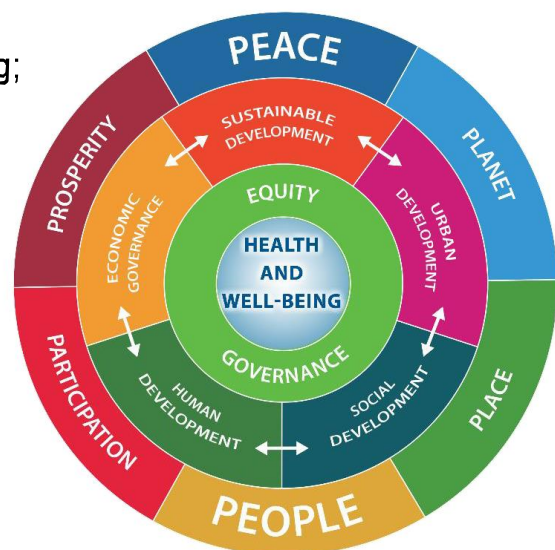 g;
PEACE
PLANET
PLACE
PEOPLE
PARTICIPATION
PROSPERITY
SUSTAINABLE
DEVELOPMENT
URBAN
DEVELOPMENT
SOCIAL
DEVELOPMENT
HUMAN
DEVELOPMENT
ECONOMIC
GOVERNANCE
EQUITY
HEALTH
AND
WELL-BEING
GOVERNANCE